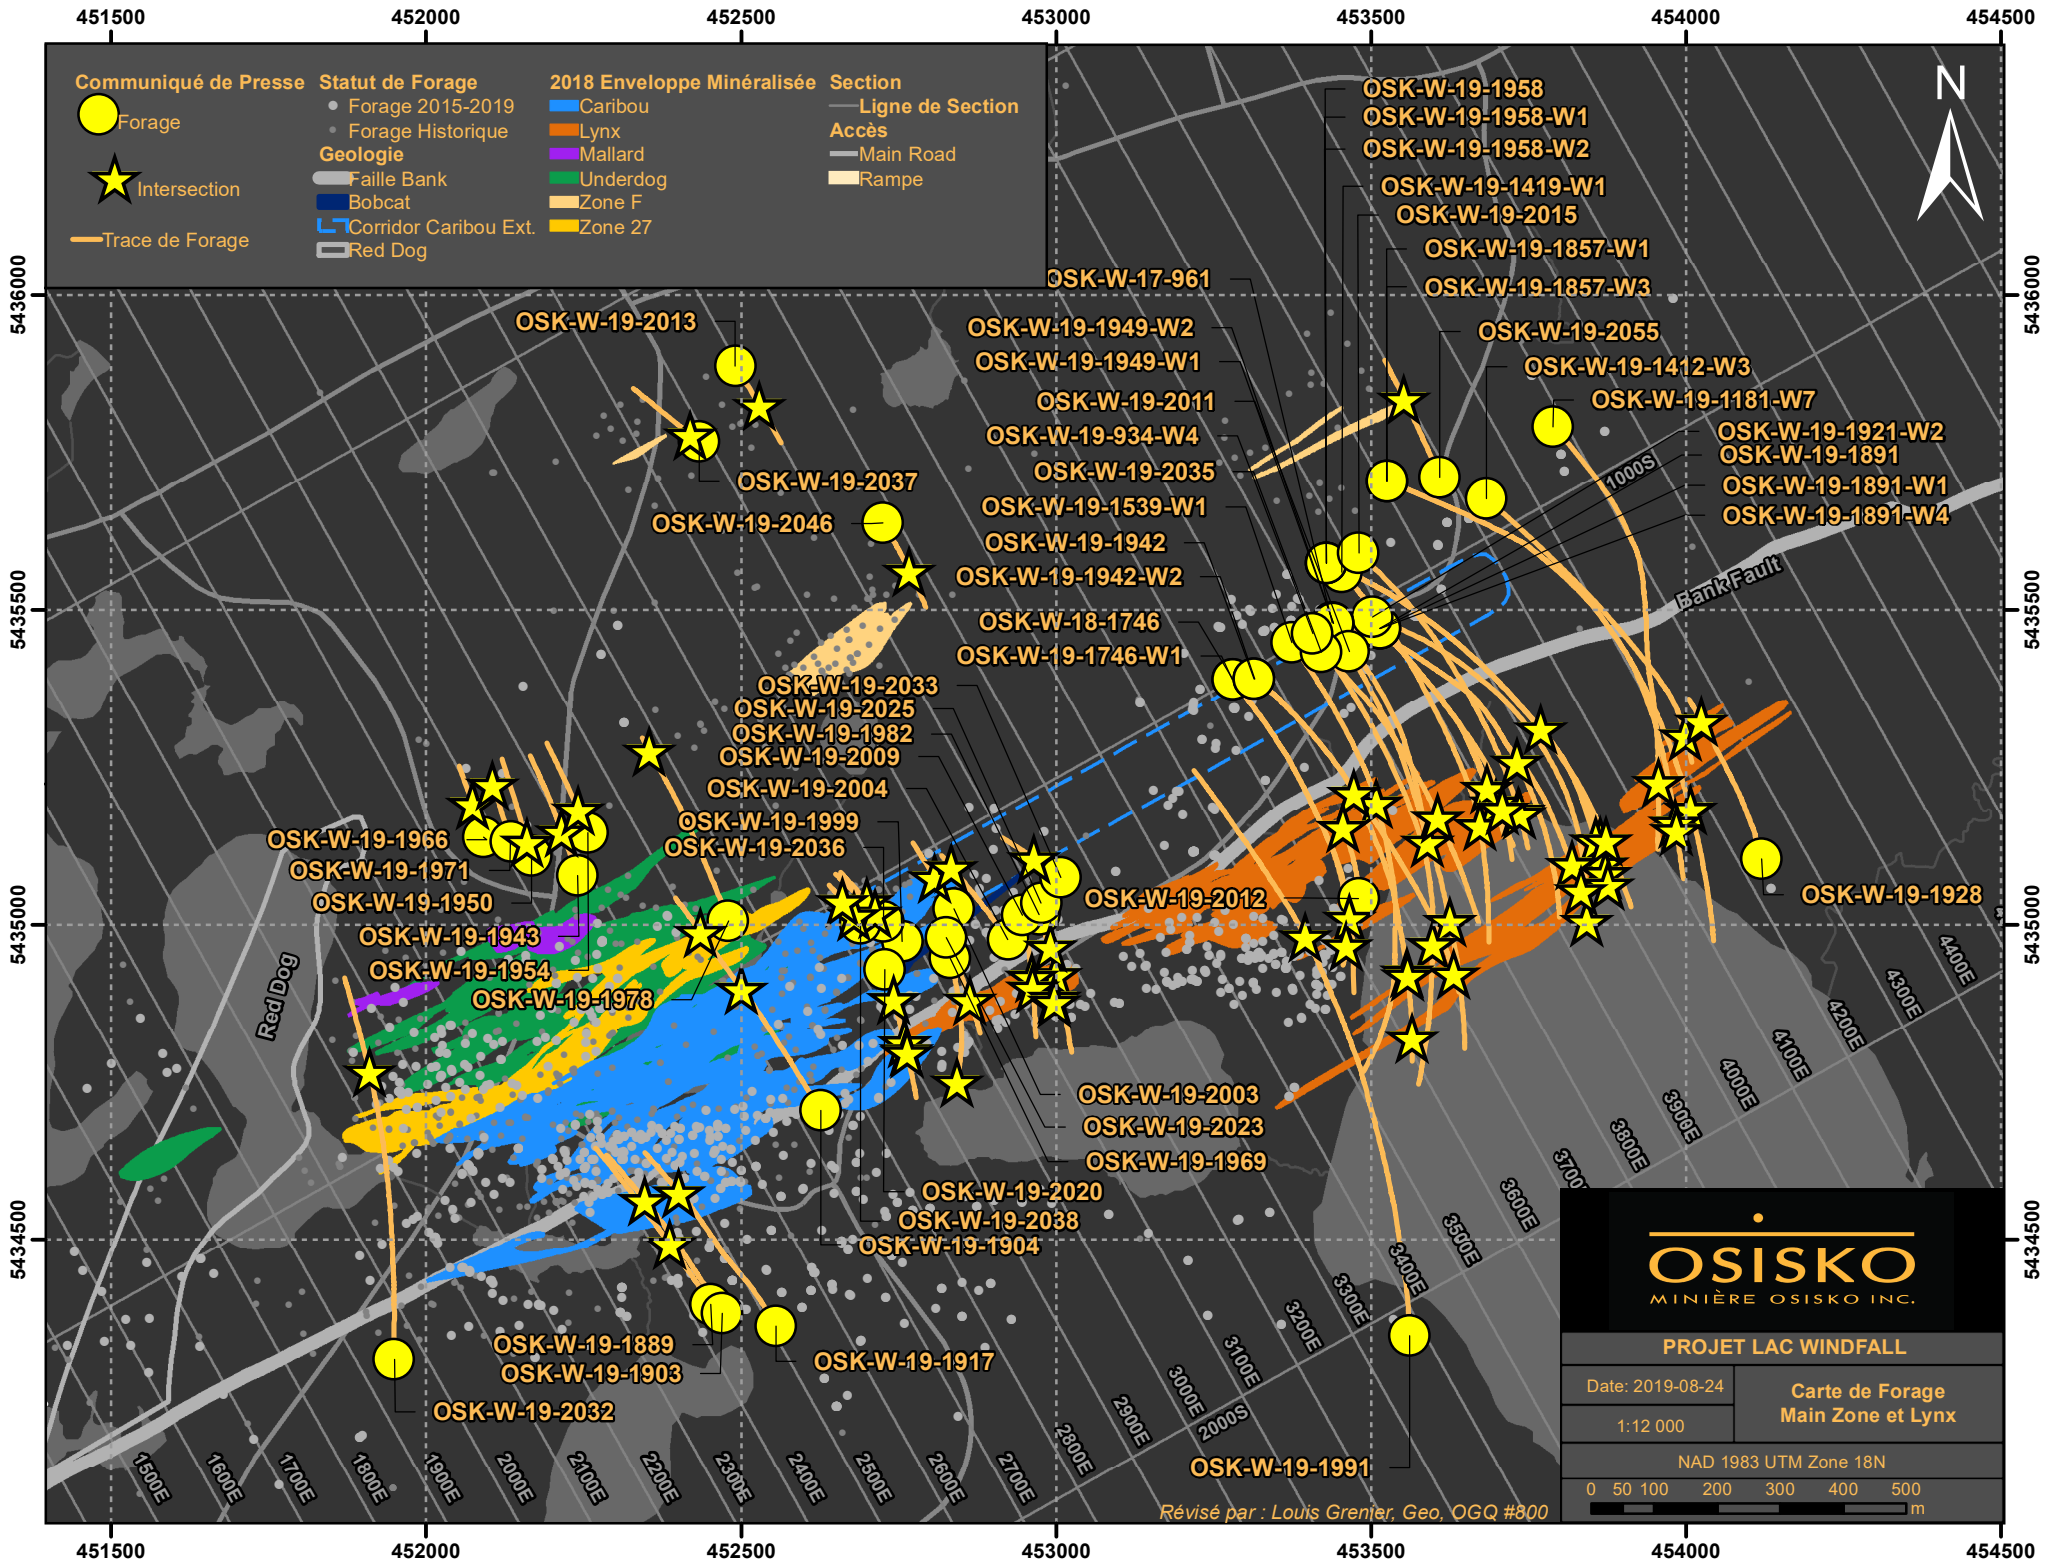 451500 452000 452500 453000 453500 454000 454500
Communiqué de Presse
Forage
Intersection
Trace de Forage
Statut de Forage
Forage 2015-2019
Forage Historique
Geologie
Faille Bank
Bobcat
Corridor Caribou Ext.
Red Dog
2018 Enveloppe Minéralisée
Caribou
Lynx
Mallard
Underdog
Zone F
Zone 27
Section
Ligne de Section
Accès
Main Road
Rampe
N
5436000
5435500
5435000
5434500
5436000
5435500
5435000
5434500
OSK-W-19-1958
OSK-W-19-1958-W1
OSK-W-19-1958-W2
OSK-W-19-1419-W1
OSK-W-19-2015
OSK-W-19-1857-W1
OSK-W-19-1857-W3
OSK-W-19-2055
OSK-W-19-1412-W3
OSK-W-19-1181-W7
OSK-W-19-1921-W2
OSK-W-19-1891
OSK-W-19-1891-W1
OSK-W-19-1891-W4
OSK-W-17-961
OSK-W-19-1949-W2
OSK-W-19-1949-W1
OSK-W-19-2011
OSK-W-19-934-W4
OSK-W-19-2035
OSK-W-19-1539-W1
OSK-W-19-1942
OSK-W-19-1942-W2
OSK-W-18-1746
OSK-W-19-1746-W1
OSK-W-19-2013
OSK-W-19-2037
OSK-W-19-2046
OSK-W-19-2033
OSK-W-19-2025
OSK-W-19-1982
OSK-W-19-2009
OSK-W-19-2004
OSK-W-19-1999
OSK-W-19-2036
OSK-W-19-1966
OSK-W-19-1971
OSK-W-19-1950
OSK-W-19-1943
OSK-W-19-1954
OSK-W-19-1978
OSK-W-19-2012
OSK-W-19-1928
OSK-W-19-2003
OSK-W-19-2023
OSK-W-19-1969
OSK-W-19-2020
OSK-W-19-2038
OSK-W-19-1904
OSK-W-19-1889
OSK-W-19-1903
OSK-W-19-1917
OSK-W-19-2032
OSK-W-19-1991
1000S
Bank Fault
Red Dog
2000S
1500E
1600E
1700E
1800E
1900E
2000E
2100E
2200E
2300E
2400E
2500E
2600E
2700E
2800E
2900E
3000E
3100E
3200E
3300E
3400E
3500E
3600E
3700E
3800E
3900E
4000E
4100E
4200E
4300E
4400E
OSISKO
MINIÈRE OSISKO INC.
PROJET LAC WINDFALL
Date: 2019-08-24
1:12 000
Carte de Forage
Main Zone et Lynx
NAD 1983 UTM Zone 18N
0 50 100 200 300 400 500
m
Révisé par : Louis Grenier, Geo, OGQ #800
451500 452000 452500 453000 453500 454000 454500